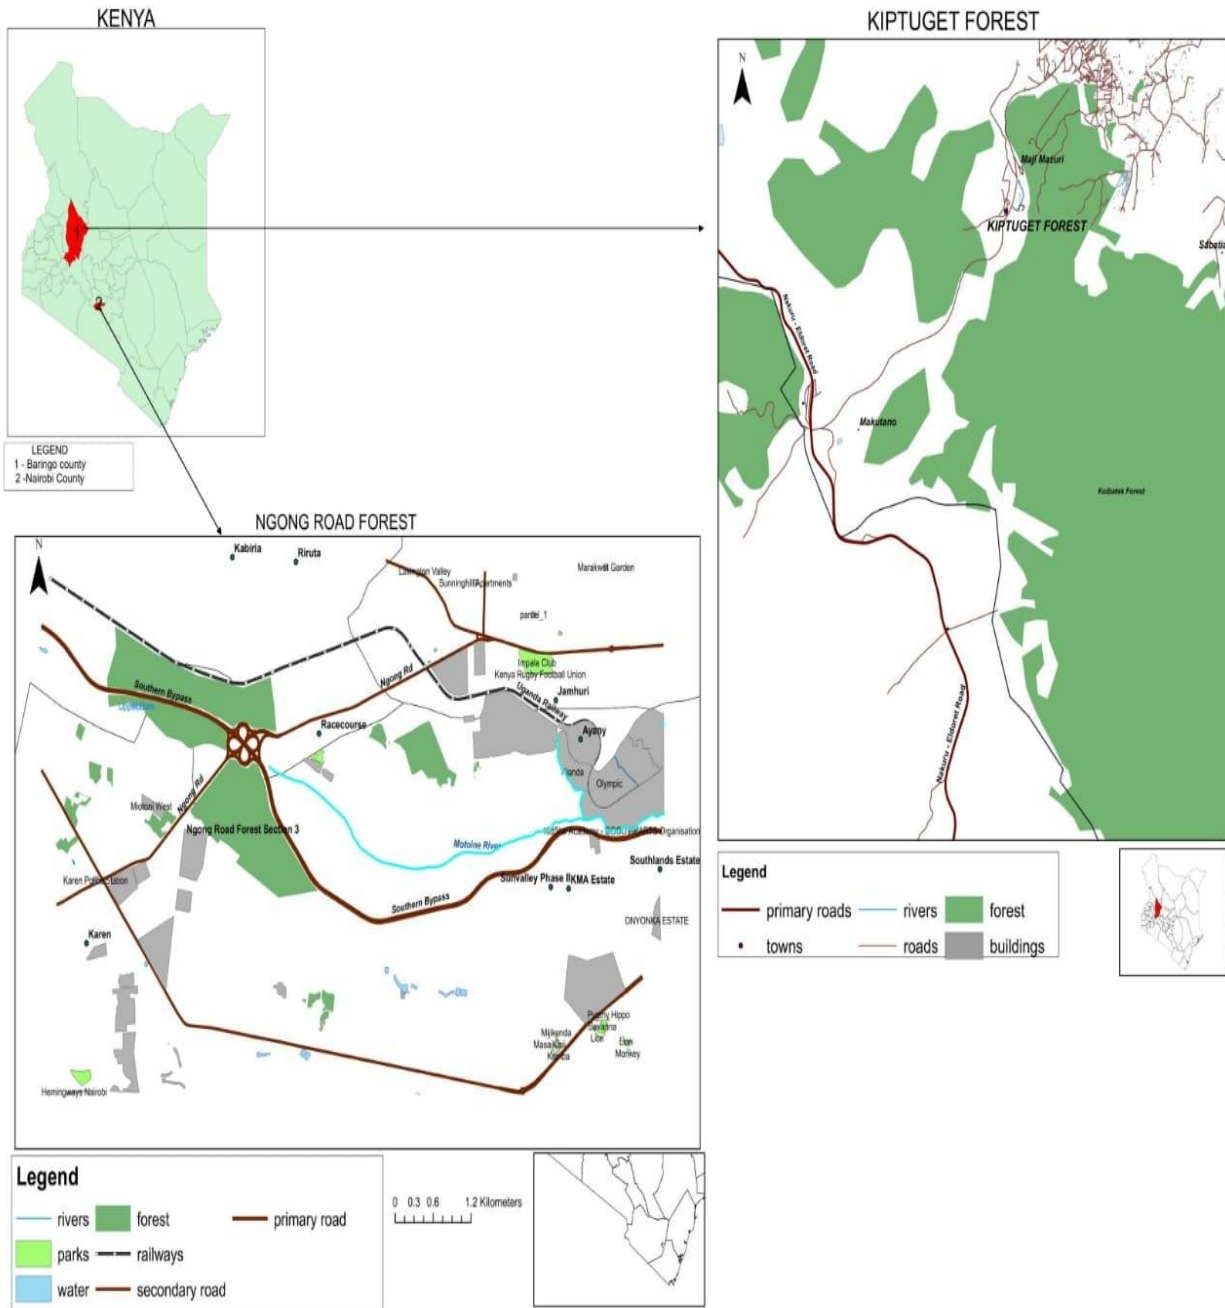 KENYA
1
2
LEGEND
1 - Baringo county
2 -Nairobi County
KIPTUGET FOREST
N
Maji Mazuri
KIPTUGET FOREST
Sabatia
Nakuru - Eldoret Road
Makutano
Koibatek Forest
Nakuru - Eldoret Road
Legend
primary roads
rivers
forest
towns
roads
buildings
NGONG ROAD FOREST
N
Kabiria
Riruta
Lavington Valley
Sunninghill Apartments
Marakwet Garden
Impala Club
Kenya Rugby Football Union
Ngong Rd
Jamhuri
Uganda Railway
Southern Bypass
Racecourse
Ayany
Olympic
Ngong Rd
Miotoni West
Ngong Road Forest Section 3
Motoine River
Organisation
Karen Police Station
Sunvalley Phase II
KMA Estate
Southlands Estate
Southern Bypass
ONYONKA ESTATE
Karen
Pygmy Hippo
Savanna
Lion
Mijikenda
Monkey
Hemingways Nairobi
Legend
rivers
forest
primary road
parks
railways
water
secondary road
0 0.3 0.6 1.2 Kilometers